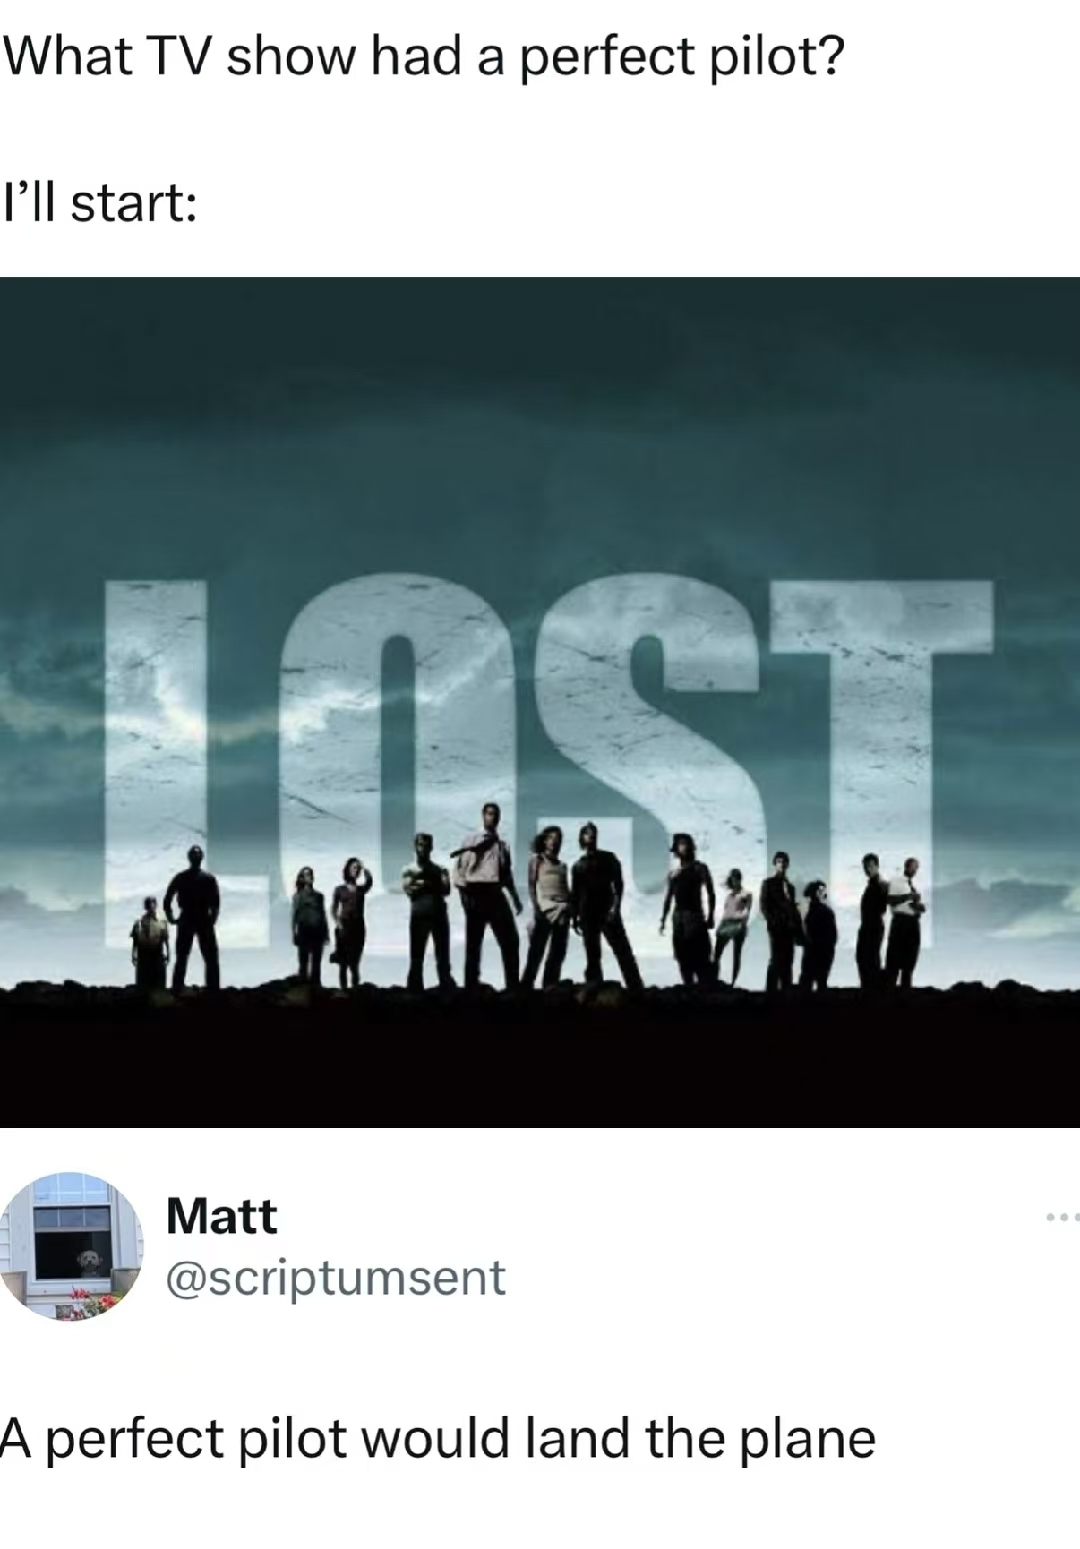 What TV show had a perfect pilot?
I’ll start:
LOST
Matt
@scriptumsent
A perfect pilot would land the plane